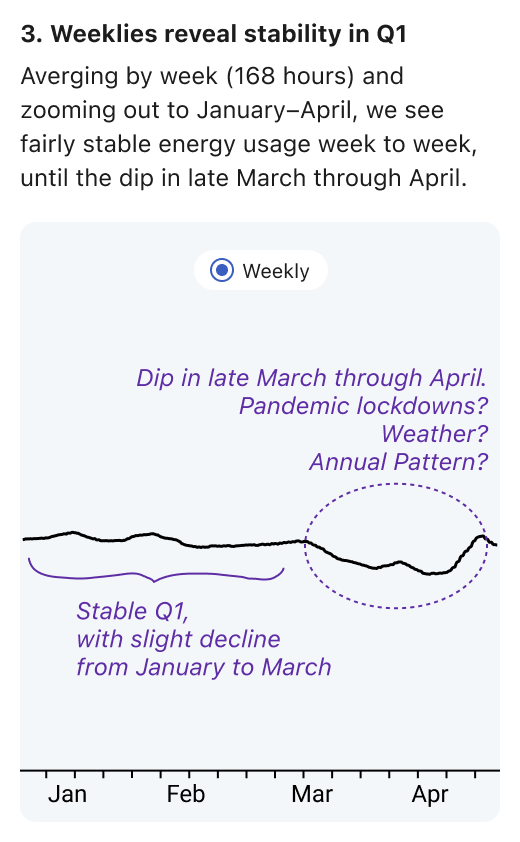 3. Weeklies reveal stability in Q1
Averging by week (168 hours) and
zooming out to January–April, we see
fairly stable energy usage week to week,
until the dip in late March through April.
Weekly
Dip in late March through April.
Pandemic lockdowns?
Weather?
Annual Pattern?
Stable Q1,
with slight decline
from January to March
Jan Feb Mar Apr